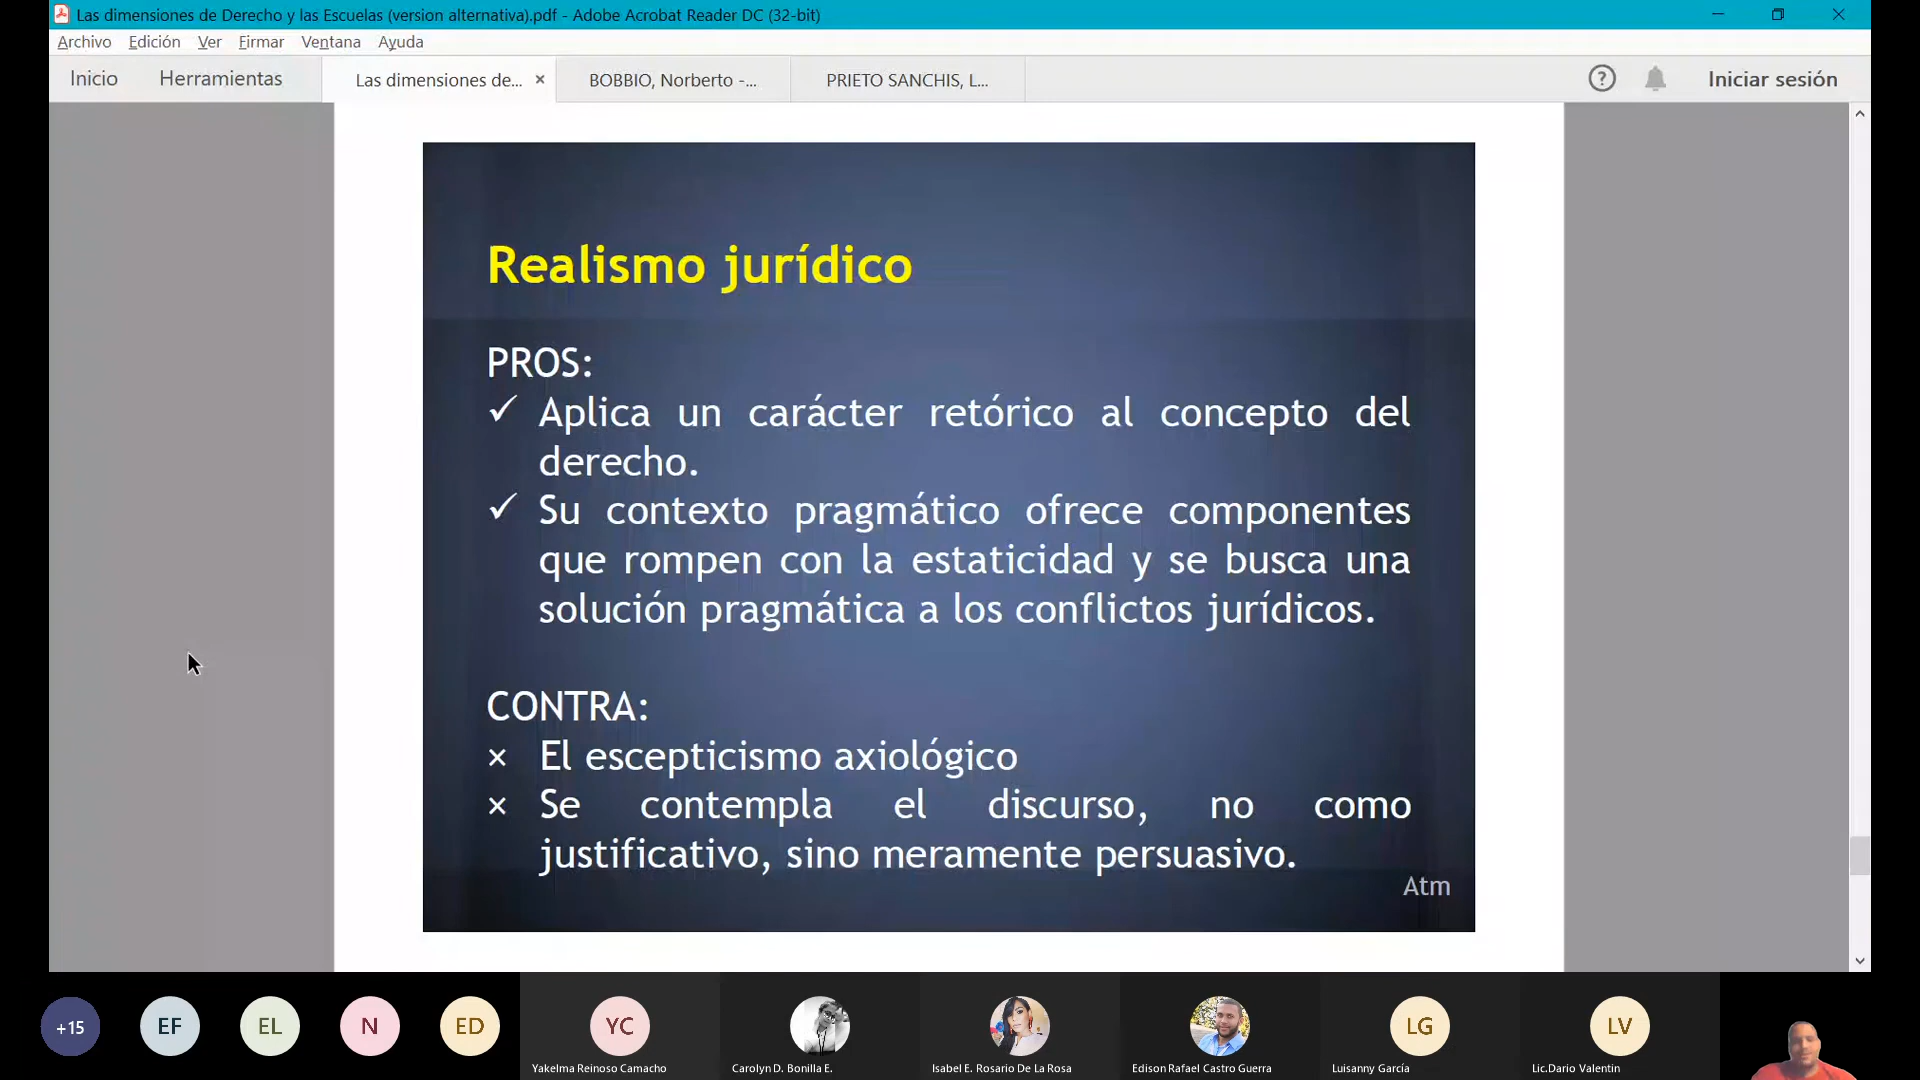 Las dimensiones de Derecho y las Escuelas (version alternativa).pdf - Adobe Acrobat Reader DC (32-bit)
Archivo Edición Ver Firmar Ventana Ayuda
Inicio Herramientas Las dimensiones de... × BOBBIO, Norberto -... PRIETO SANCHIS, L... ? Iniciar sesión
Realismo jurídico
PROS:
✓ Aplica un carácter retórico al concepto del
derecho.
✓ Su contexto pragmático ofrece componentes
que rompen con la estaticidad y se busca una
solución pragmática a los conflictos jurídicos.
CONTRA:
× El escepticismo axiológico
× Se contempla el discurso, no como
justificativo, sino meramente persuasivo.
Atm
+15 EF EL N ED YC LG LV
Yakelma Reinoso Camacho Carolyn D. Bonilla E. Isabel E. Rosario De La Rosa Edison Rafael Castro Guerra Luisanny García Lic.Dario Valentin